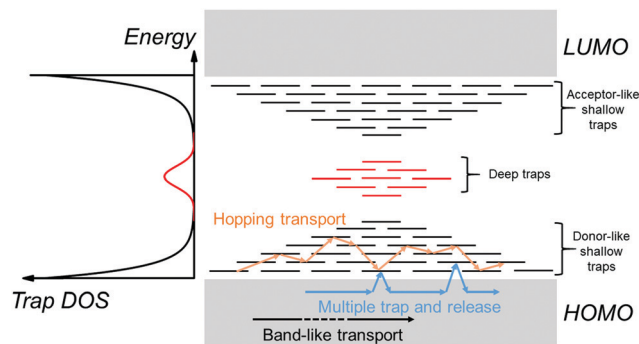 Energy
LUMO
Acceptor-like
shallow
traps
Deep traps
Hopping transport
Donor-like
shallow
traps
Trap DOS
Multiple trap and release
HOMO
Band-like transport